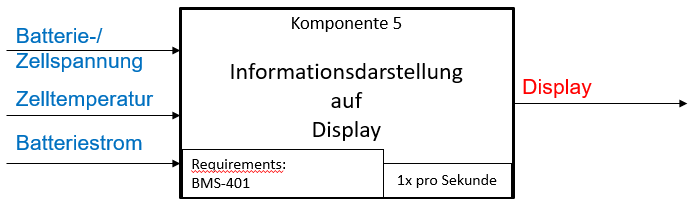 Komponente 5
Batterie-/
Zellspannung
Zelltemperatur
Batteriestrom
Informationsdarstellung
auf
Display
Display
Requirements:
BMS-401
1x pro Sekunde